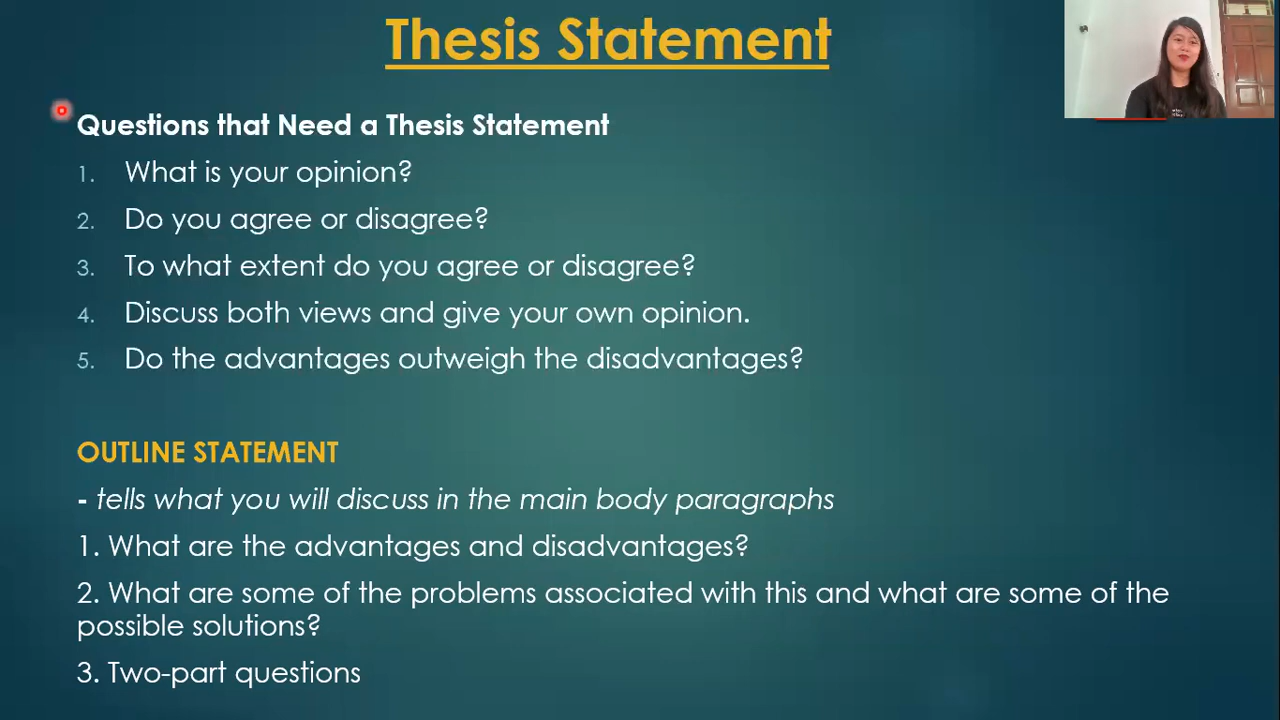 Thesis Statement
Questions that Need a Thesis Statement
1. What is your opinion?
2. Do you agree or disagree?
3. To what extent do you agree or disagree?
4. Discuss both views and give your own opinion.
5. Do the advantages outweigh the disadvantages?
OUTLINE STATEMENT
- tells what you will discuss in the main body paragraphs
1. What are the advantages and disadvantages?
2. What are some of the problems associated with this and what are some of the
possible solutions?
3. Two-part questions